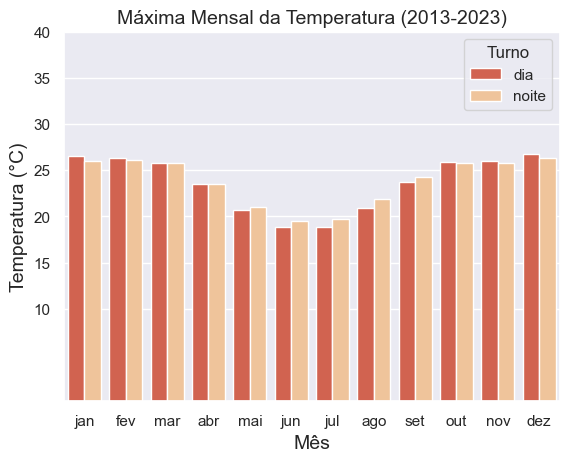 Máxima Mensal da Temperatura (2013-2023)
Turno
dia
noite
Temperatura (°C)
40
35
30
25
20
15
10
jan fev mar abr mai jun jul ago set out nov dez
Mês